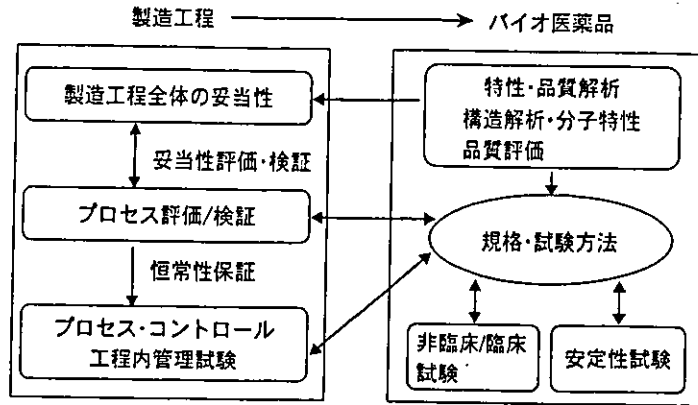 製造工程
バイオ医薬品
製造工程全体の妥当性
妥当性評価・検証
プロセス評価/検証
恒常性保証
プロセス・コントロール
工程内管理試験
特性・品質解析
構造解析・分子特性
品質評価
規格・試験方法
非臨床/臨床
試験
安定性試験